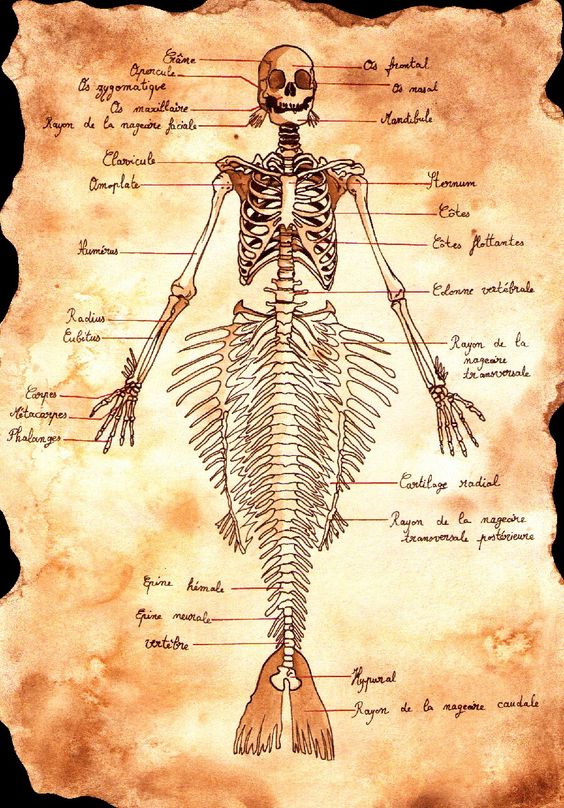 Crâne
Os frontal
Opercule
Os zygomatique
Os nasal
Os maxillaire
Rayon de la nageoire faciale
Mandibule
Clavicule
Omoplate
Sternum
Côtes
Humérus
Côtes flottantes
Colonne vertébrale
Radius
Cubitus
Rayon de la
nageoire
transversale
Carpes
Métacarpes
Phalanges
Cartilage radial
Rayon de la nageoire
transversale postérieure
Epine hémale
Epine neurale
vertèbre
Hypural
Rayon de la nageoire caudale